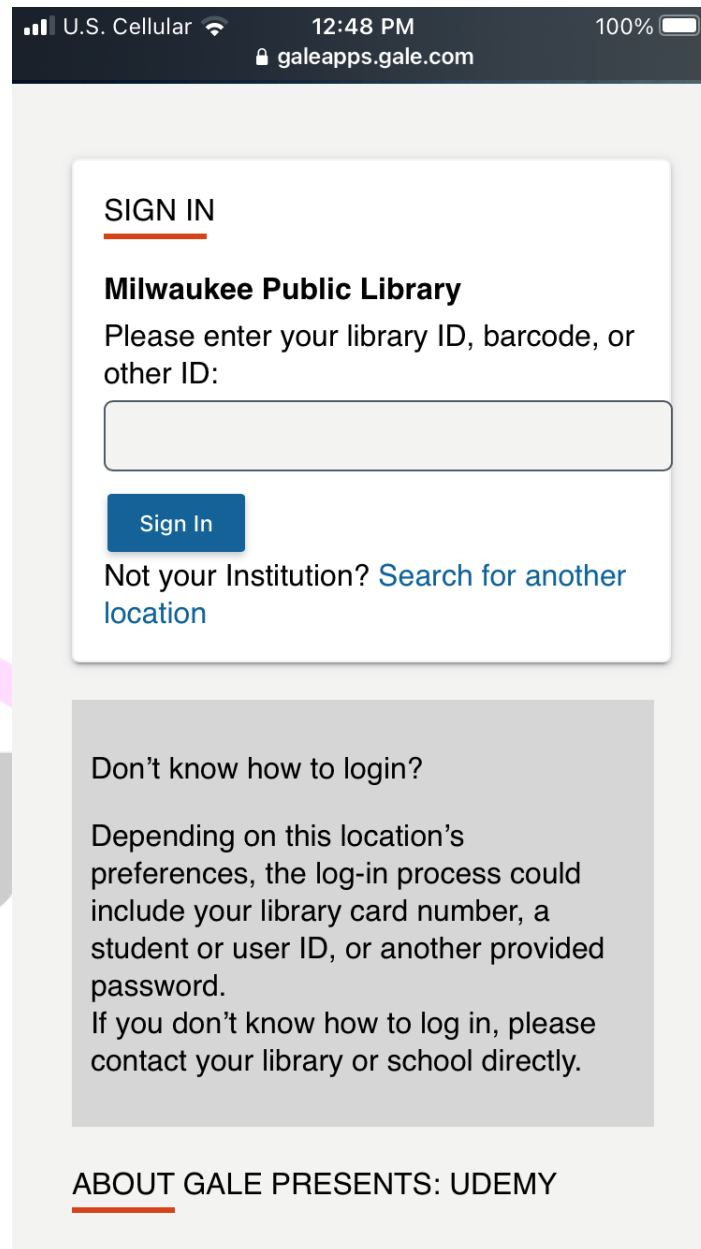 U.S. Cellular 12:48 PM 100%
galeapps.gale.com
SIGN IN
Milwaukee Public Library
Please enter your library ID, barcode, or
other ID:
Sign In
Not your Institution? Search for another
location
Don’t know how to login?
Depending on this location’s
preferences, the log-in process could
include your library card number, a
student or user ID, or another provided
password.
If you don’t know how to log in, please
contact your library or school directly.
ABOUT GALE PRESENTS: UDEMY